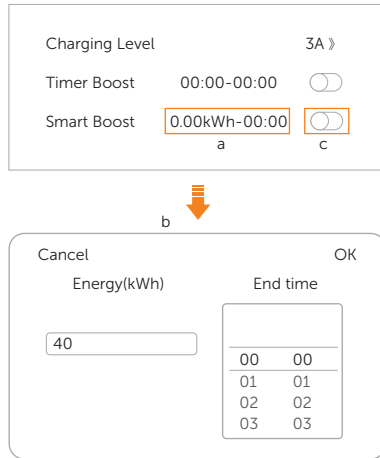 Charging Level 3A 》
Timer Boost 00:00-00:00
Smart Boost 0.00kWh-00:00
a c
b
Cancel OK
Energy(kWh) End time
40
00 00
01 01
02 02
03 03